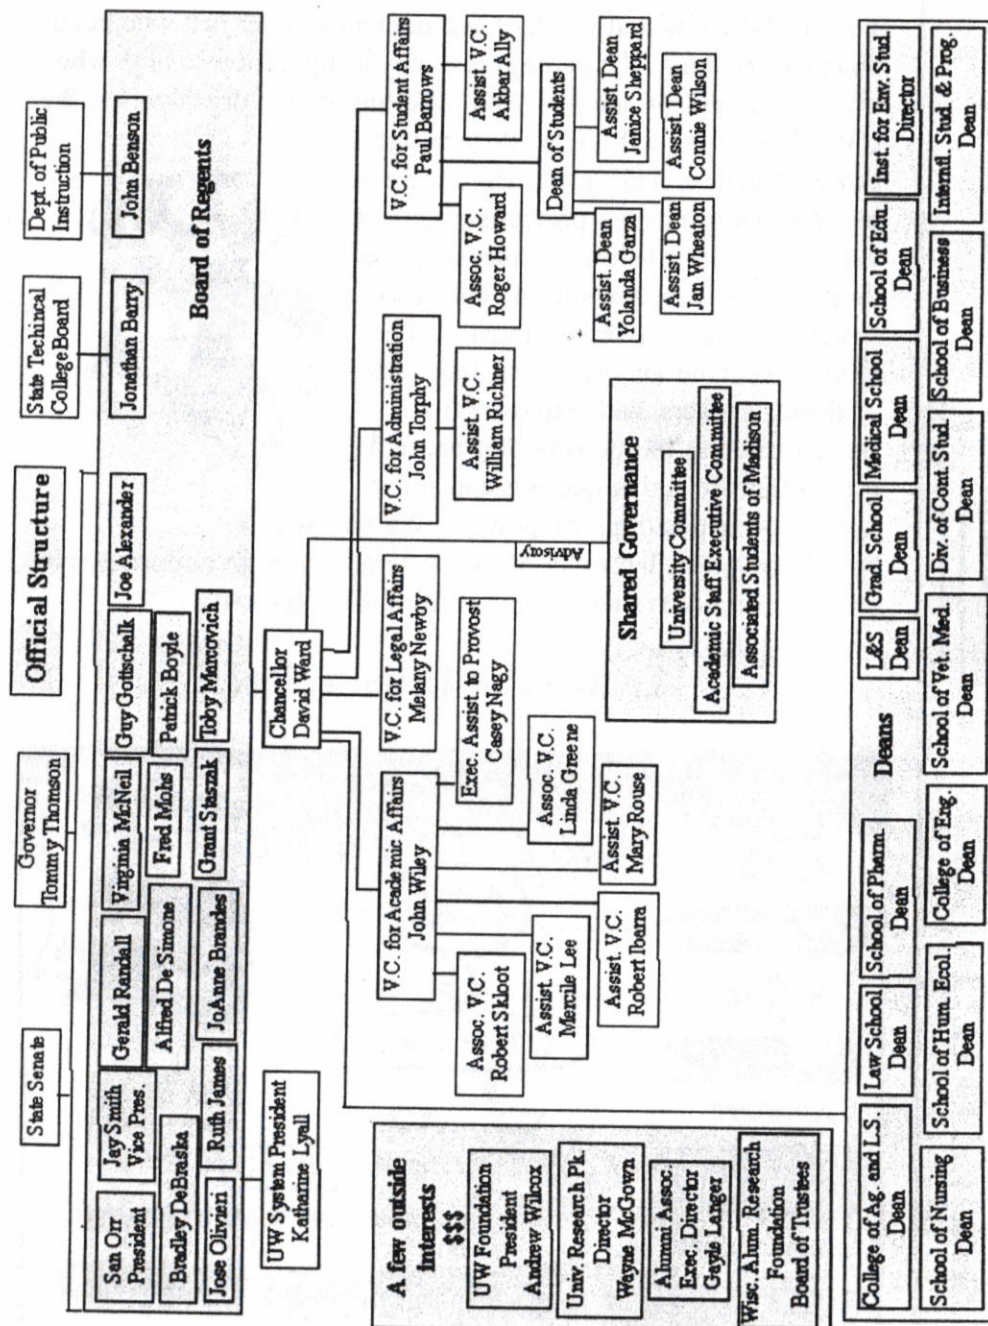 Official Structure
State Senate
Governor
Tommy Thomson
State Techincal
College Board
Dept. of Public
Instruction
San Orr
President
Jay Smith
Vice Pres.
Gerald Randall
Virginia McNeil
Guy Gottschalk
Joe Alexander
Jonathan Barry
John Benson
Bradley DeBraska
Alfred De Simone
Fred Mohs
Patrick Boyle
Jose Olivieri
Ruth James
JoAnne Brandes
Grant Staszak
Toby Marcovich
Board of Regents
UW System President
Katharine Lyall
Chancellor
David Ward
A few outside
interests
$$$
UW Foundation
President
Andrew Wilcox
Univ. Research Pk.
Director
Wayne McGown
Alumni Assoc.
Exec. Director
Gayle Langer
Wisc. Alum. Research
Foundation
Board of Trustees
V.C. for Academic Affairs
John Wiley
Assoc. V.C.
Robert Skloot
Exec. Assist. to Provost
Casey Nagy
Assist. V.C.
Mercile Lee
Assoc. V.C.
Linda Greene
Assist. V.C.
Robert Ibarra
Assist. V.C.
Mary Rouse
V.C. for Legal Affairs
Melany Newby
V.C. for Administration
John Torphy
Assist. V.C.
William Richner
V.C. for Student Affairs
Paul Barrows
Assoc. V.C.
Roger Howard
Assist. V.C.
Akbar Ally
Dean of Students
Assist. Dean
Yolanda Garza
Assist. Dean
Janice Sheppard
Assist. Dean
Jan Wheaton
Assist. Dean
Connie Wilson
Advisory
Shared Governance
University Committee
Academic Staff Executive Committee
Associated Students of Madison
Deans
College of Ag. and L.S.
Dean
Law School
Dean
School of Pharm
Dean
L&S
Dean
Grad. School
Dean
Medical School
Dean
School of Edu.
Dean
Inst. for Env. Stud.
Director
School of Nursing
Dean
School of Hum. Ecol.
Dean
College of Eng.
Dean
School of Vet. Med.
Dean
Div. of Cont. Stud.
Dean
School of Business
Dean
Internl. Stud. & Prog.
Dean